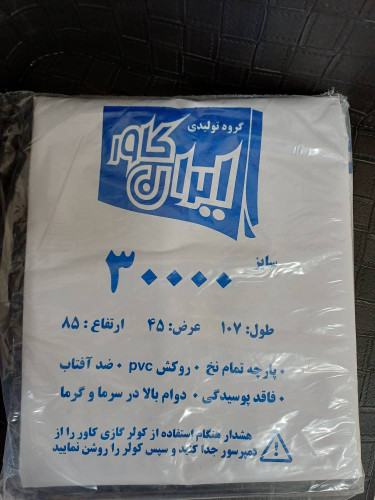 گروه تولیدی
ایران کاور
سایز ۳۰۰۰۰
طول: ۱۰۷ عرض: ۴۵ ارتفاع: ۸۵
• پارچه تمام نخ • روکش pvc • ضد آفتاب
• فاقد پوسیدگی • دوام بالا در سرما و گرما
هشدار هنگام استفاده از کولر گازی کاور را از
دمپرسور جدا کنید و سپس کولر را روشن نمایید